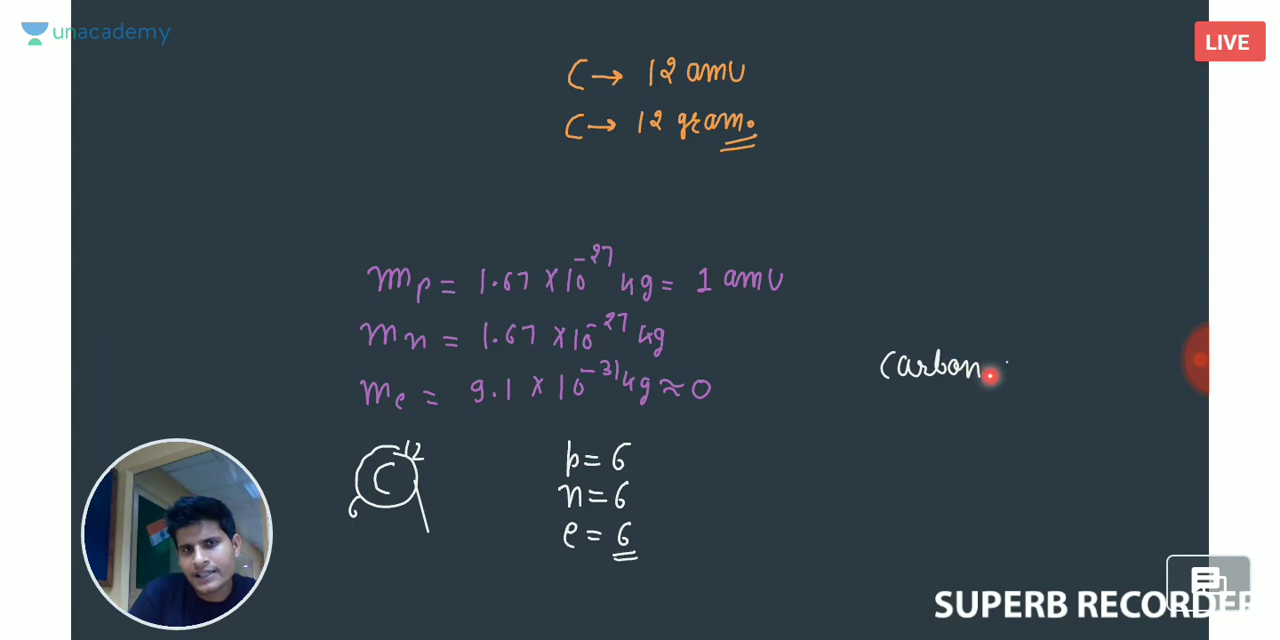 unacademy
LIVE
C → 12 amu
C → 12 gram.
mp = 1.67 × 10⁻²⁷ kg = 1 amu
mn = 1.67 × 10⁻²⁷ kg
me = 9.1 × 10⁻³¹ kg ≈ 0
Carbon
12
C
6
p = 6
n = 6
e = 6
SUPERB RECORDER